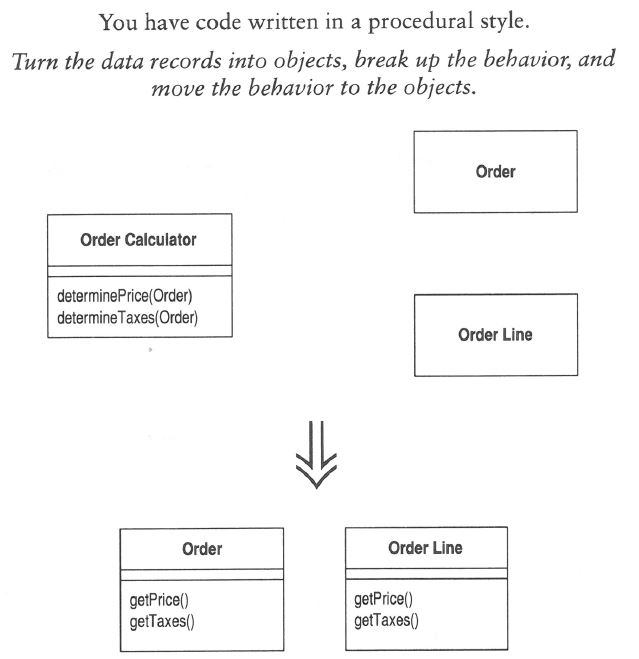 You have code written in a procedural style.
Turn the data records into objects, break up the behavior, and
move the behavior to the objects.
Order
Order Calculator
determinePrice(Order)
determineTaxes(Order)
Order Line
Order
getPrice()
getTaxes()
Order Line
getPrice()
getTaxes()